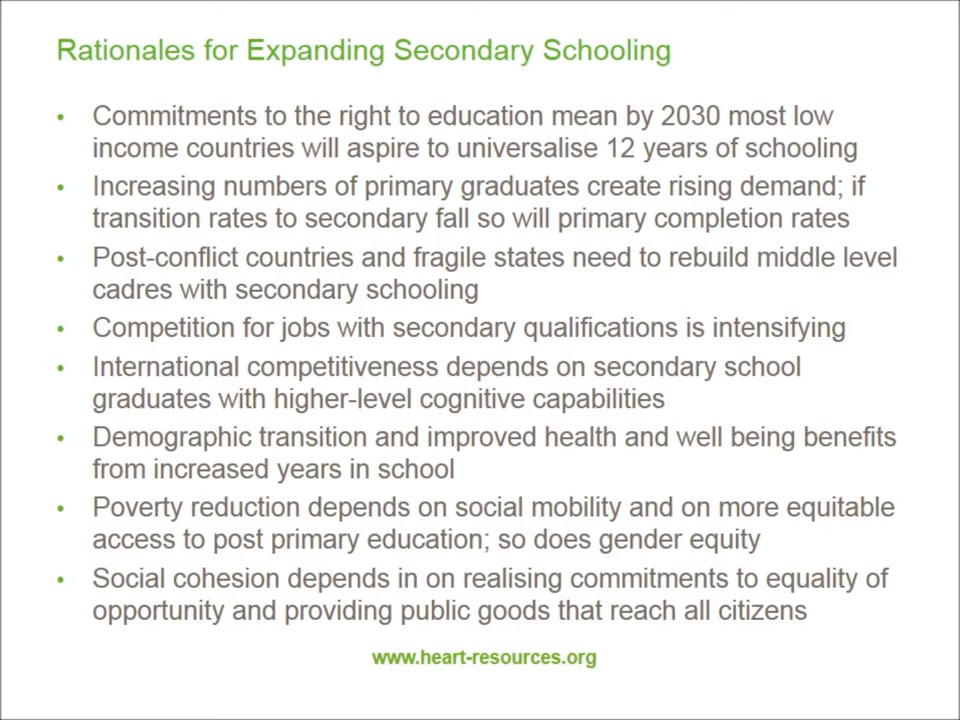 Rationales for Expanding Secondary Schooling
• Commitments to the right to education mean by 2030 most low
income countries will aspire to universalise 12 years of schooling
• Increasing numbers of primary graduates create rising demand; if
transition rates to secondary fall so will primary completion rates
• Post-conflict countries and fragile states need to rebuild middle level
cadres with secondary schooling
• Competition for jobs with secondary qualifications is intensifying
• International competitiveness depends on secondary school
graduates with higher-level cognitive capabilities
• Demographic transition and improved health and well being benefits
from increased years in school
• Poverty reduction depends on social mobility and on more equitable
access to post primary education; so does gender equity
• Social cohesion depends in on realising commitments to equality of
opportunity and providing public goods that reach all citizens
www.heart-resources.org